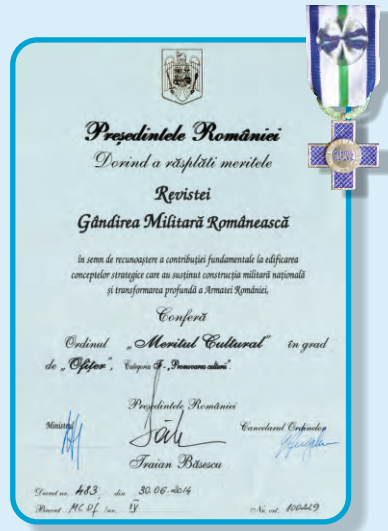 Președintele României
Dorind a răsplăti meritele
Revistei
Gândirea Militară Românească
în semn de recunoaștere a contribuției fundamentale la edificarea
conceptelor strategice care au susținut construcția militară națională
și transformarea profundă a Armatei României,
Conferă
Ordinul „Meritul Cultural” în grad
de „Ofițer”, Categoria F - „Promovarea culturii”.
Președintele României
Ministrul Cancelarul Ordinelor
Traian Băsescu
Decret nr. 483 din 30.06.2014
Brevet nr. IV Nr. crt. 100229